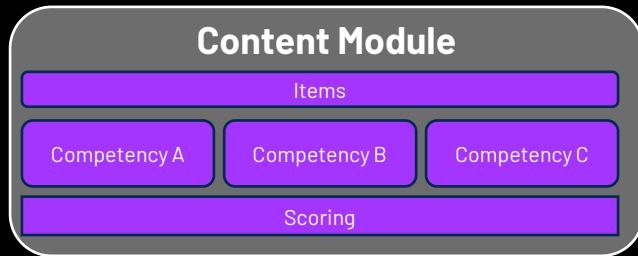 Content Module
Items
Competency A
Competency B
Competency C
Scoring